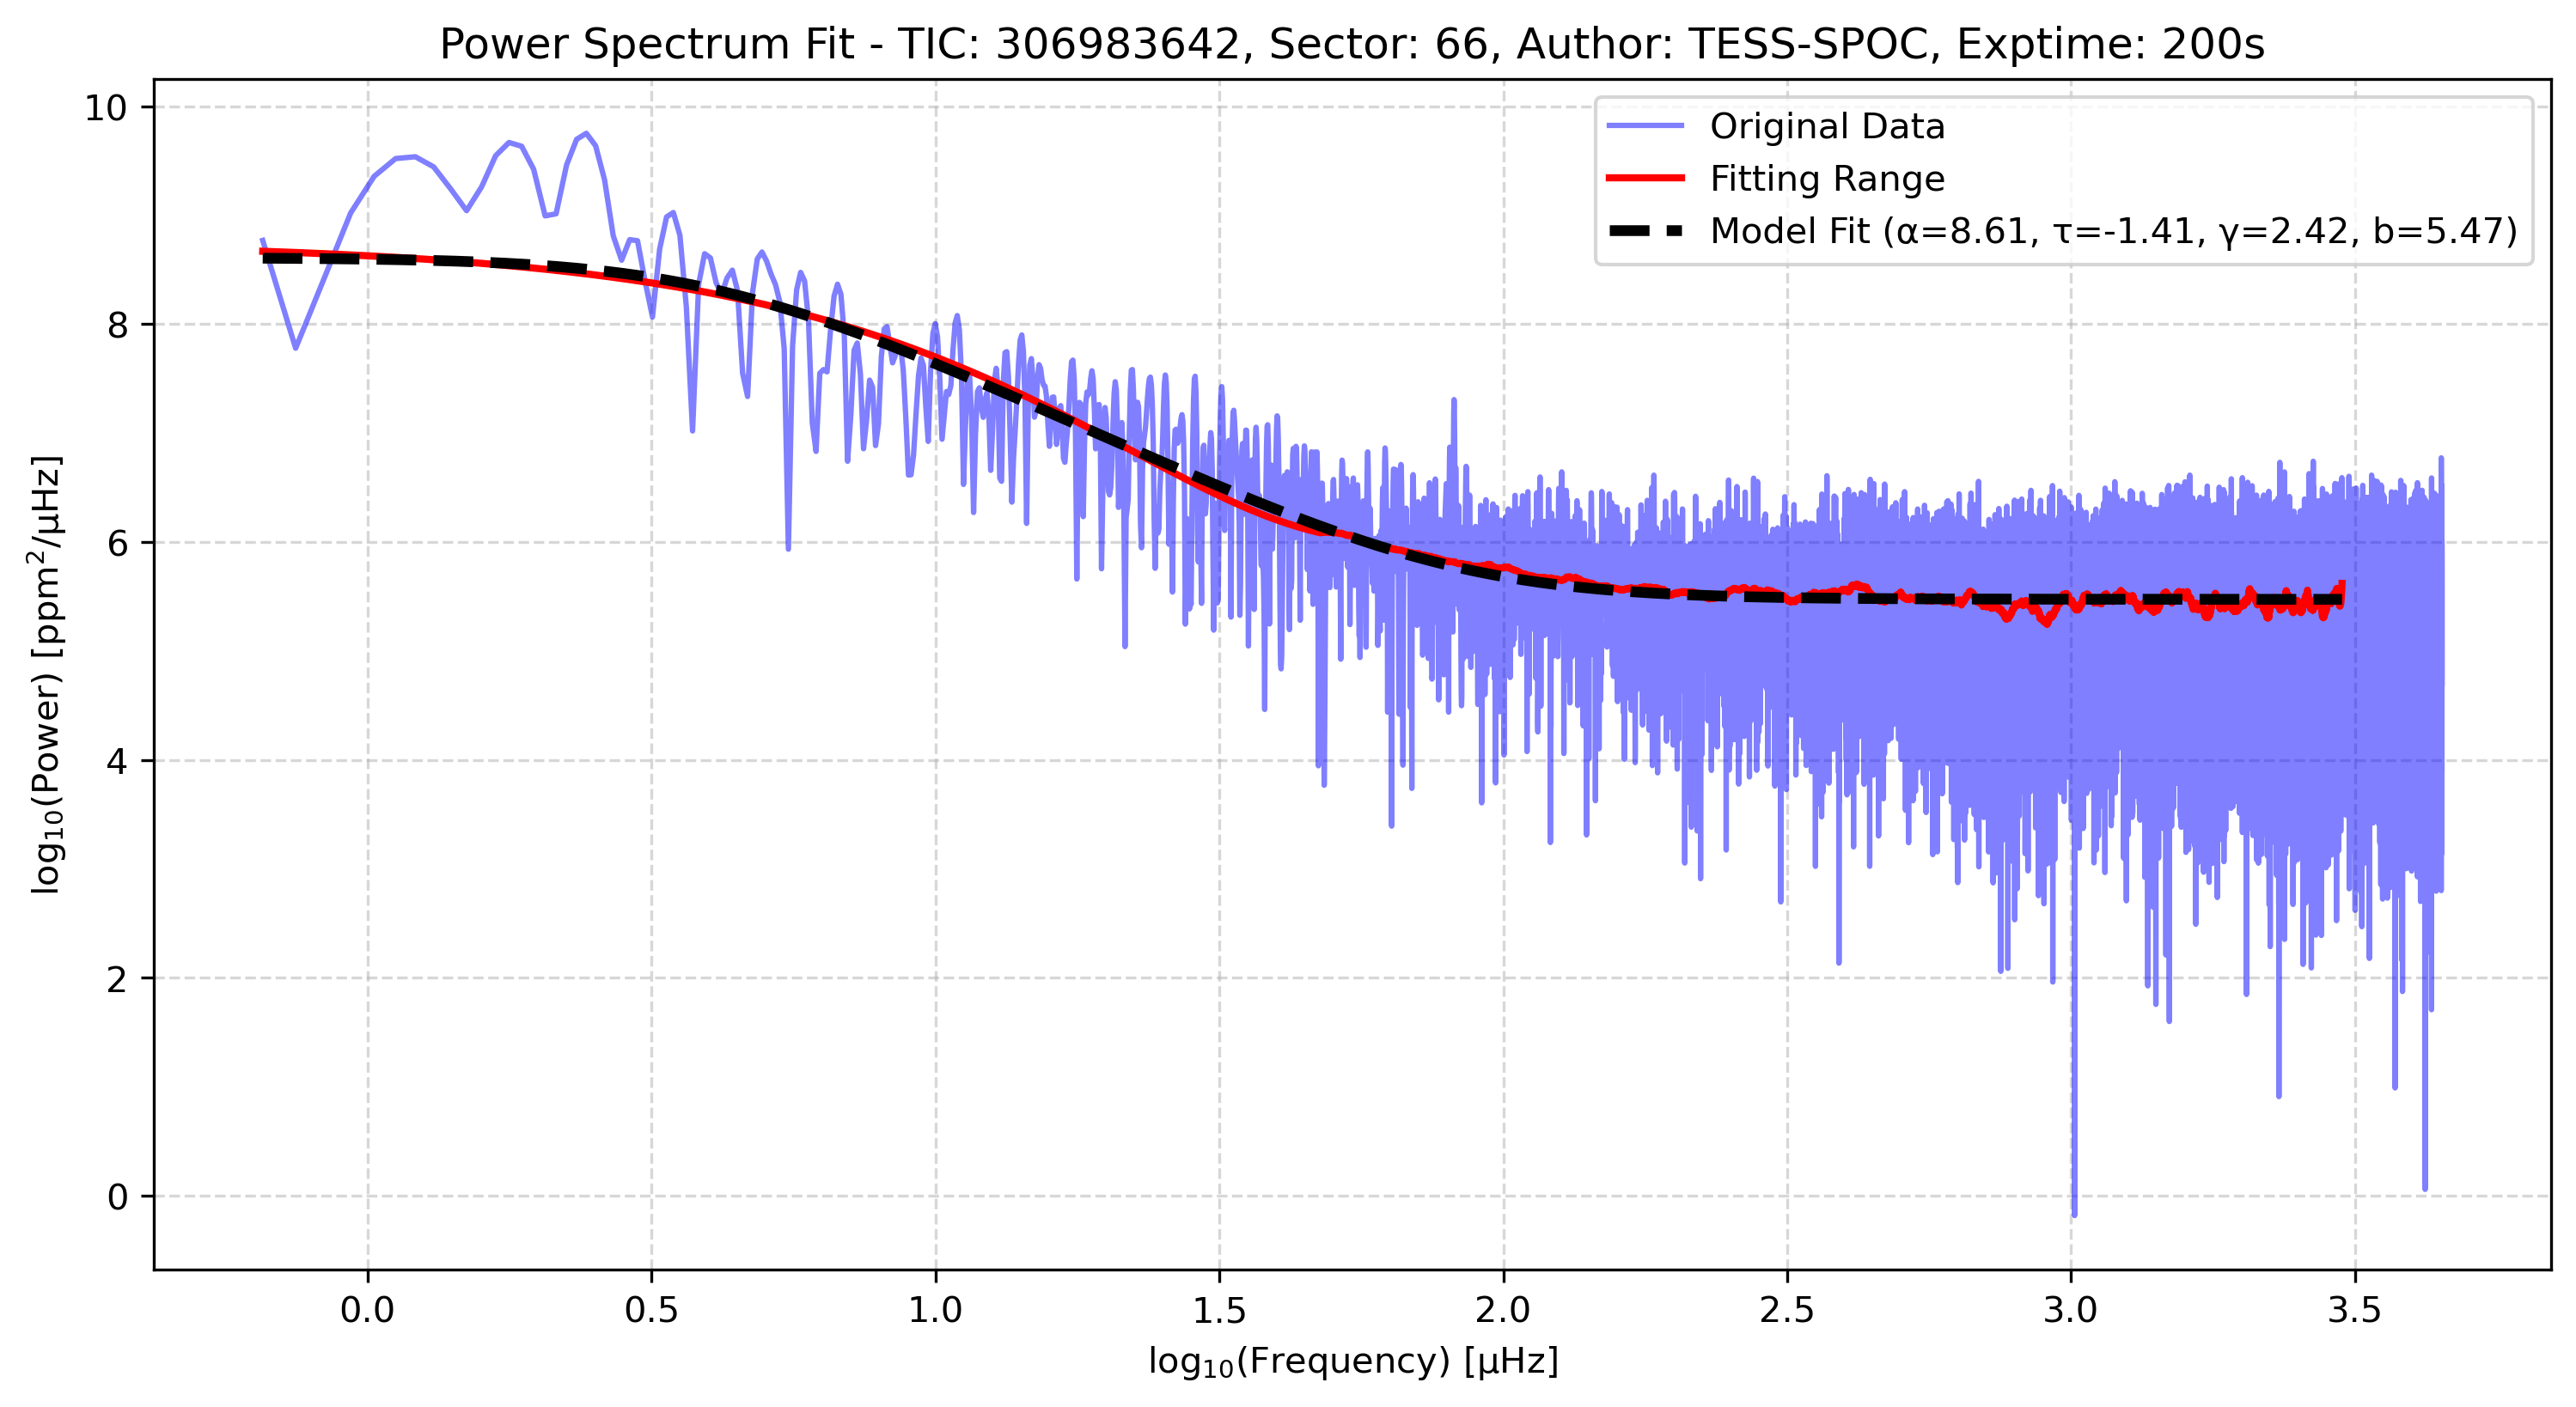 Power Spectrum Fit - TIC: 306983642, Sector: 66, Author: TESS-SPOC, Exptime: 200s
Original Data
Fitting Range
Model Fit (α=8.61, τ=-1.41, γ=2.42, b=5.47)
log₁₀(Power) [ppm²/μHz]
10
8
6
4
2
0
0.0 0.5 1.0 1.5 2.0 2.5 3.0 3.5
log₁₀(Frequency) [μHz]